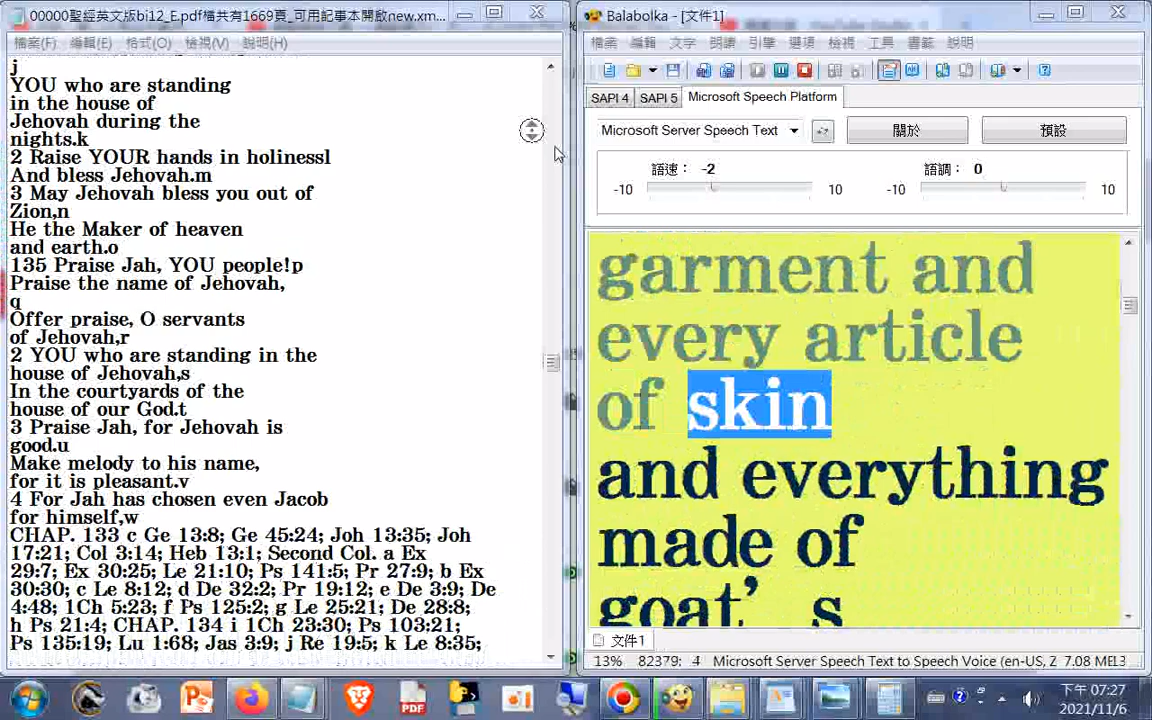 00000聖經英文版bi12_E.pdf檔共有1669頁_可用記事本開啟new.xm...
檔案(F) 編輯(E) 格式(O) 檢視(V) 說明(H)
j
YOU who are standing
in the house of
Jehovah during the
nights.k
2 Raise YOUR hands in holinessl
And bless Jehovah.m
3 May Jehovah bless you out of
Zion,n
He the Maker of heaven
and earth.o
135 Praise Jah, YOU people!p
Praise the name of Jehovah,
q
Offer praise, O servants
of Jehovah,r
2 YOU who are standing in the
house of Jehovah,s
In the courtyards of the
house of our God.t
3 Praise Jah, for Jehovah is
good.u
Make melody to his name,
for it is pleasant.v
4 For Jah has chosen even Jacob
for himself,w
CHAP. 133 c Ge 13:8; Ge 45:24; Joh 13:35; Joh
17:21; Col 3:14; Heb 13:1; Second Col. a Ex
29:7; Ex 30:25; Le 21:10; Ps 141:5; Pr 27:9; b Ex
30:30; c Le 8:12; d De 32:2; Pr 19:12; e De 3:9; De
4:48; 1Ch 5:23; f Ps 125:2; g Le 25:21; De 28:8;
h Ps 21:4; CHAP. 134 i 1Ch 23:30; Ps 103:21;
Ps 135:19; Lu 1:68; Jas 3:9; j Re 19:5; k Le 8:35;
Balabolka - [文件1]
檔案 編輯 文字 朗讀 引擎 選項 檢視 工具 書籤 說明
SAPI 4 SAPI 5 Microsoft Speech Platform
Microsoft Server Speech Text 關於 預設
語速： -2 語調： 0
-10 10 -10 10
garment and
every article
of skin
and everything
made of
goat’ s
文件1
13% 82379: 4 Microsoft Server Speech Text to Speech Voice (en-US, Z 7.08 МЕ13
下午 07:27
2021/11/6